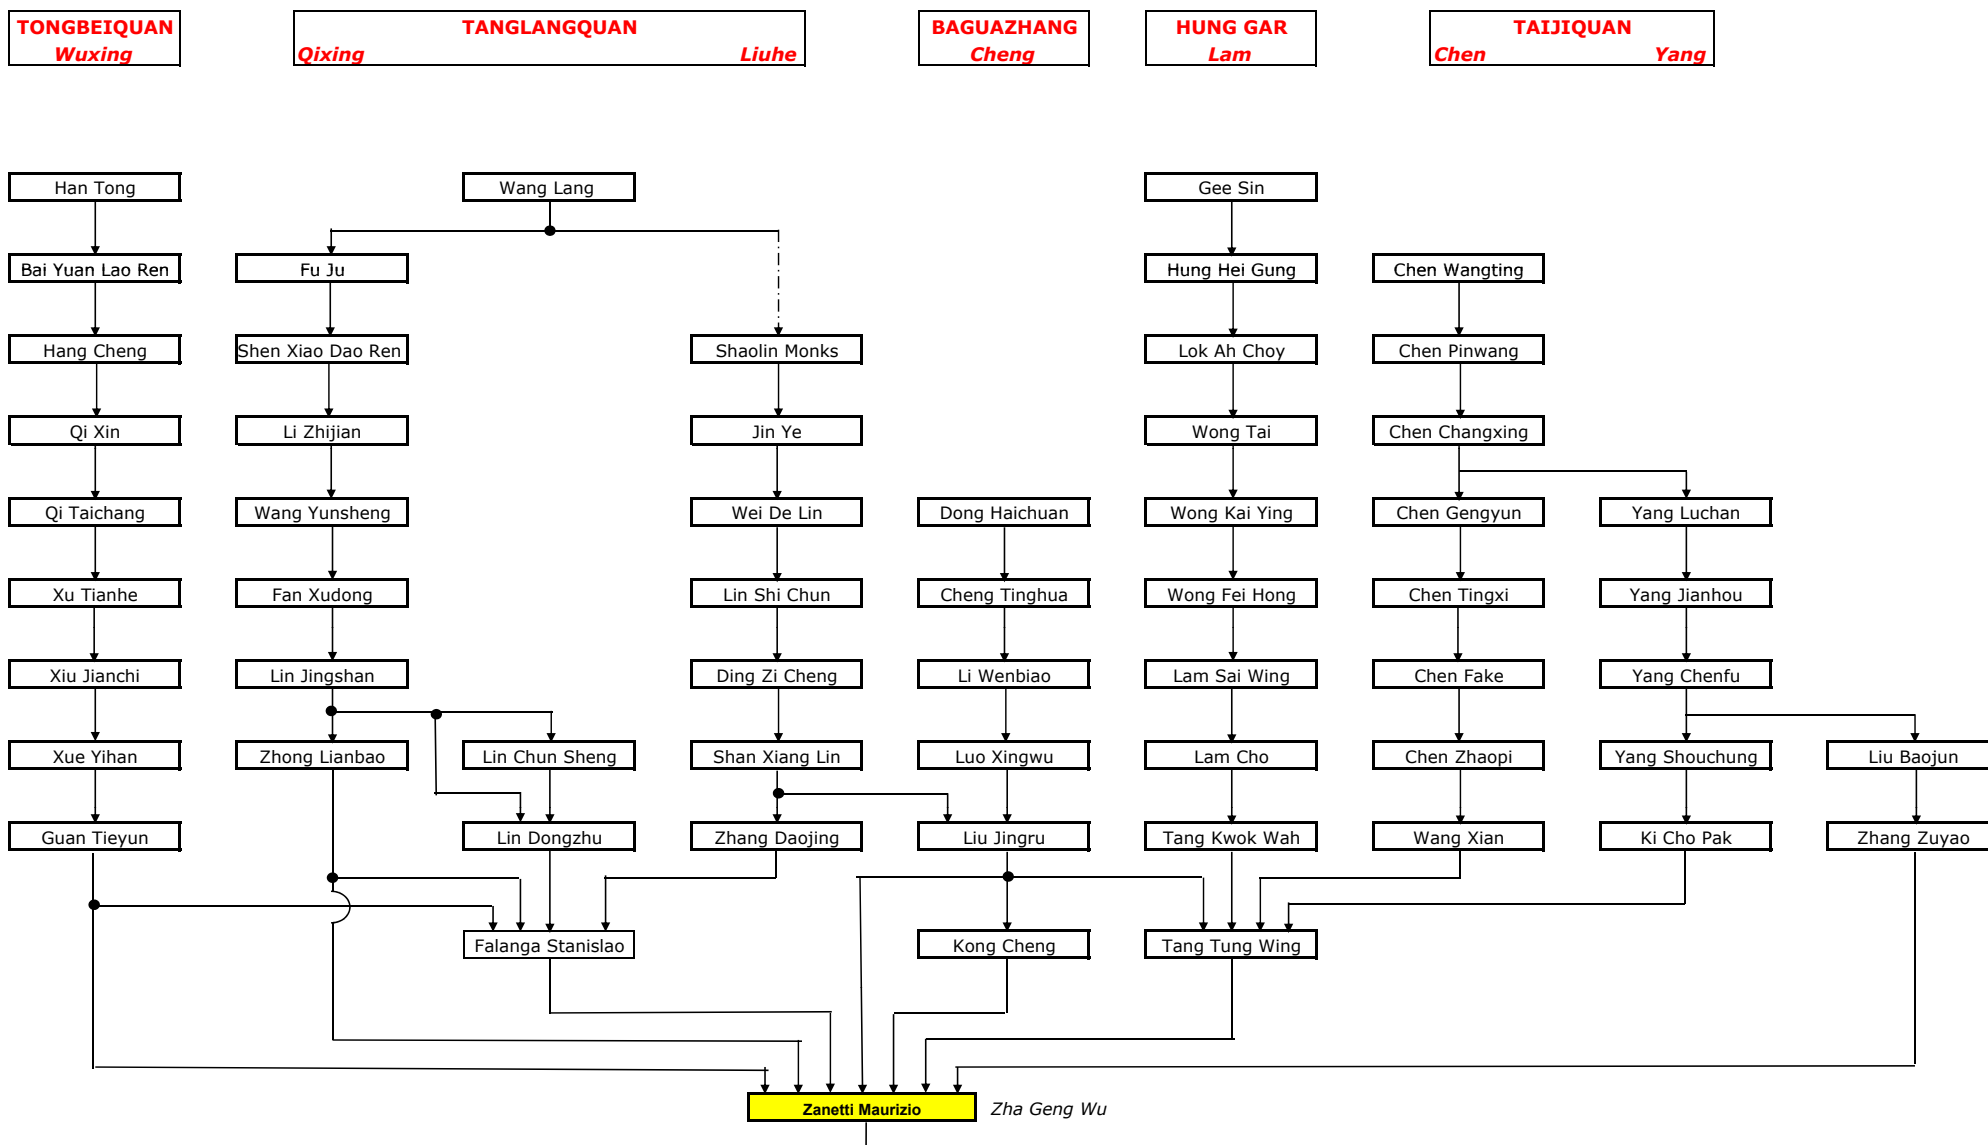 TONGBEIQUAN
Wuxing
TANGLANGQUAN
Qixing Liuhe
BAGUAZHANG
Cheng
HUNG GAR
Lam
TAIJIQUAN
Chen Yang
Han Tong
Wang Lang
Gee Sin
Bai Yuan Lao Ren
Fu Ju
Hung Hei Gung
Chen Wangting
Hang Cheng
Shen Xiao Dao Ren
Shaolin Monks
Lok Ah Choy
Chen Pinwang
Qi Xin
Li Zhijian
Jin Ye
Wong Tai
Chen Changxing
Qi Taichang
Wang Yunsheng
Wei De Lin
Dong Haichuan
Wong Kai Ying
Chen Gengyun
Yang Luchan
Xu Tianhe
Fan Xudong
Lin Shi Chun
Cheng Tinghua
Wong Fei Hong
Chen Tingxi
Yang Jianhou
Xiu Jianchi
Lin Jingshan
Ding Zi Cheng
Li Wenbiao
Lam Sai Wing
Chen Fake
Yang Chenfu
Xue Yihan
Zhong Lianbao
Lin Chun Sheng
Shan Xiang Lin
Luo Xingwu
Lam Cho
Chen Zhaopi
Yang Shouchung
Liu Baojun
Guan Tieyun
Lin Dongzhu
Zhang Daojing
Liu Jingru
Tang Kwok Wah
Wang Xian
Ki Cho Pak
Zhang Zuyao
Falanga Stanislao
Kong Cheng
Tang Tung Wing
Zanetti Maurizio
Zha Geng Wu